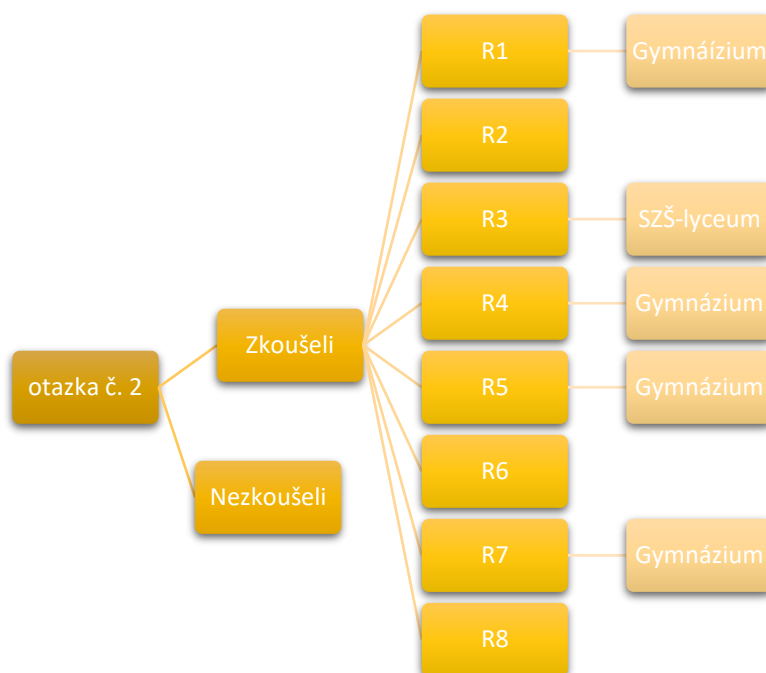 otazka č. 2
Zkoušeli
Nezkoušeli
R1
Gymnáízium
R2
R3
SZŠ-lyceum
R4
Gymnázium
R5
Gymnázium
R6
R7
Gymnázium
R8